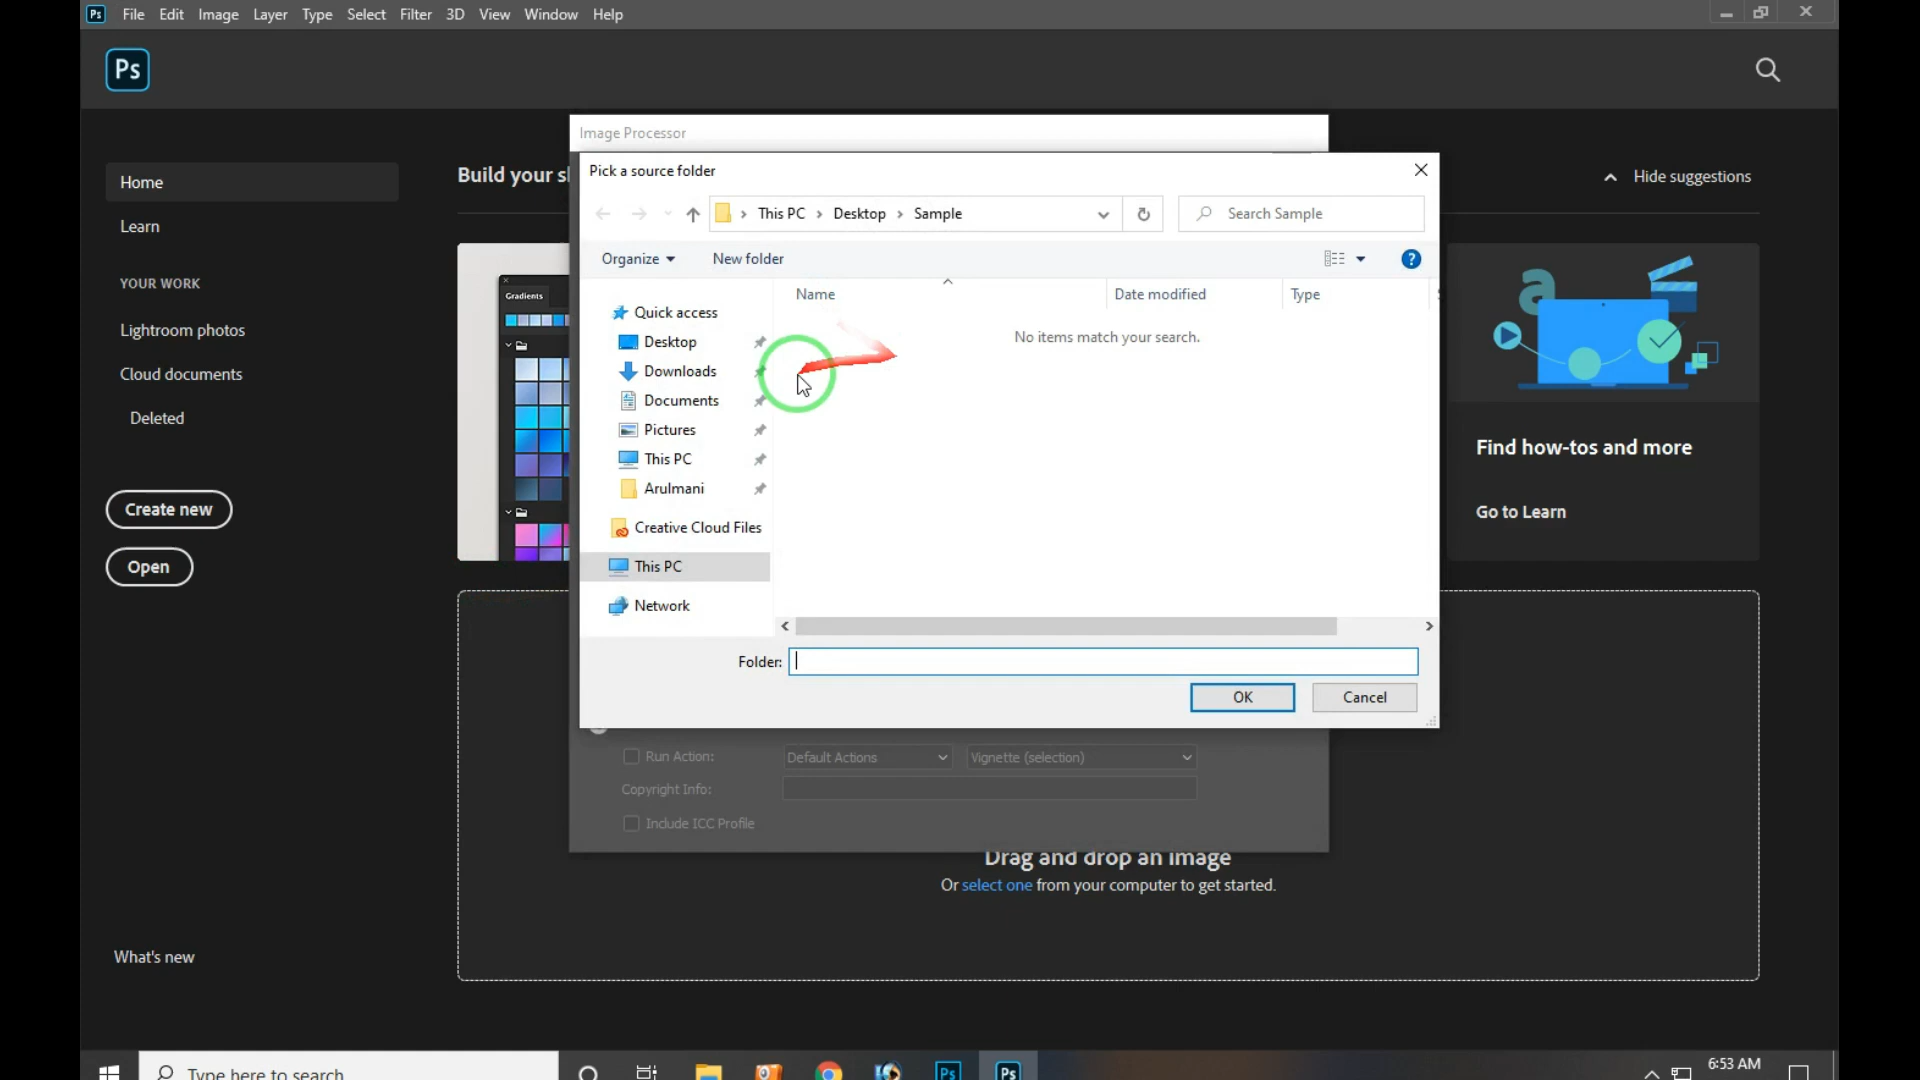 Ps File Edit Image Layer Type Select Filter 3D View Window Help
Ps
Image Processor
Pick a source folder
This PC > Desktop > Sample
Search Sample
Organize
New folder
Name
Date modified
Type
No items match your search.
Quick access
Desktop
Downloads
Documents
Pictures
This PC
Arulmani
Creative Cloud Files
This PC
Network
Folder:
OK
Cancel
Home
Learn
YOUR WORK
Lightroom photos
Cloud documents
Deleted
Create new
Open
What's new
Build your s
Hide suggestions
Gradients
Find how-tos and more
Go to Learn
Run Action:
Default Actions
Vignette (selection)
Copyright Info:
Include ICC Profile
Drag and drop an image
Or select one from your computer to get started.
Type here to search
Ps
Ps
6:53 AM